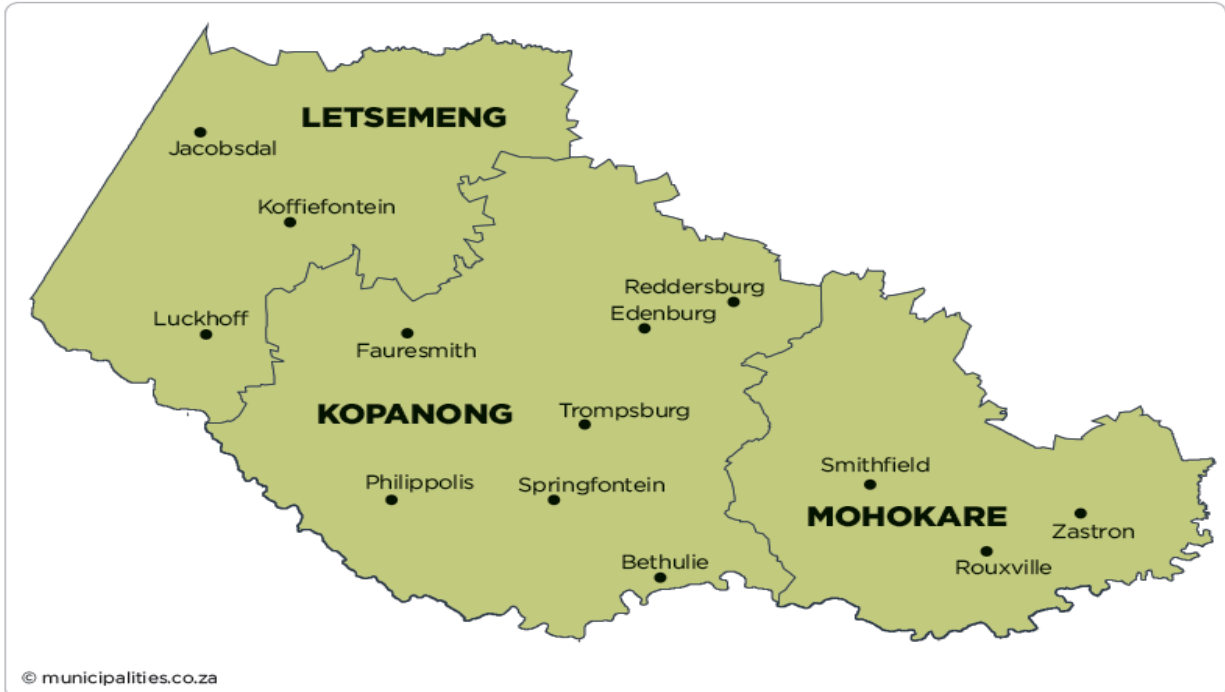 LETSEMENG
Jacobsdal
Koffiefontein
Luckhoff
Reddersburg
Edenburg
Fauresmith
KOPANONG
Trompsburg
Philippolis
Springfontein
Bethulie
Smithfield
MOHOKARE
Zastron
Rouxville
© municipalities.co.za